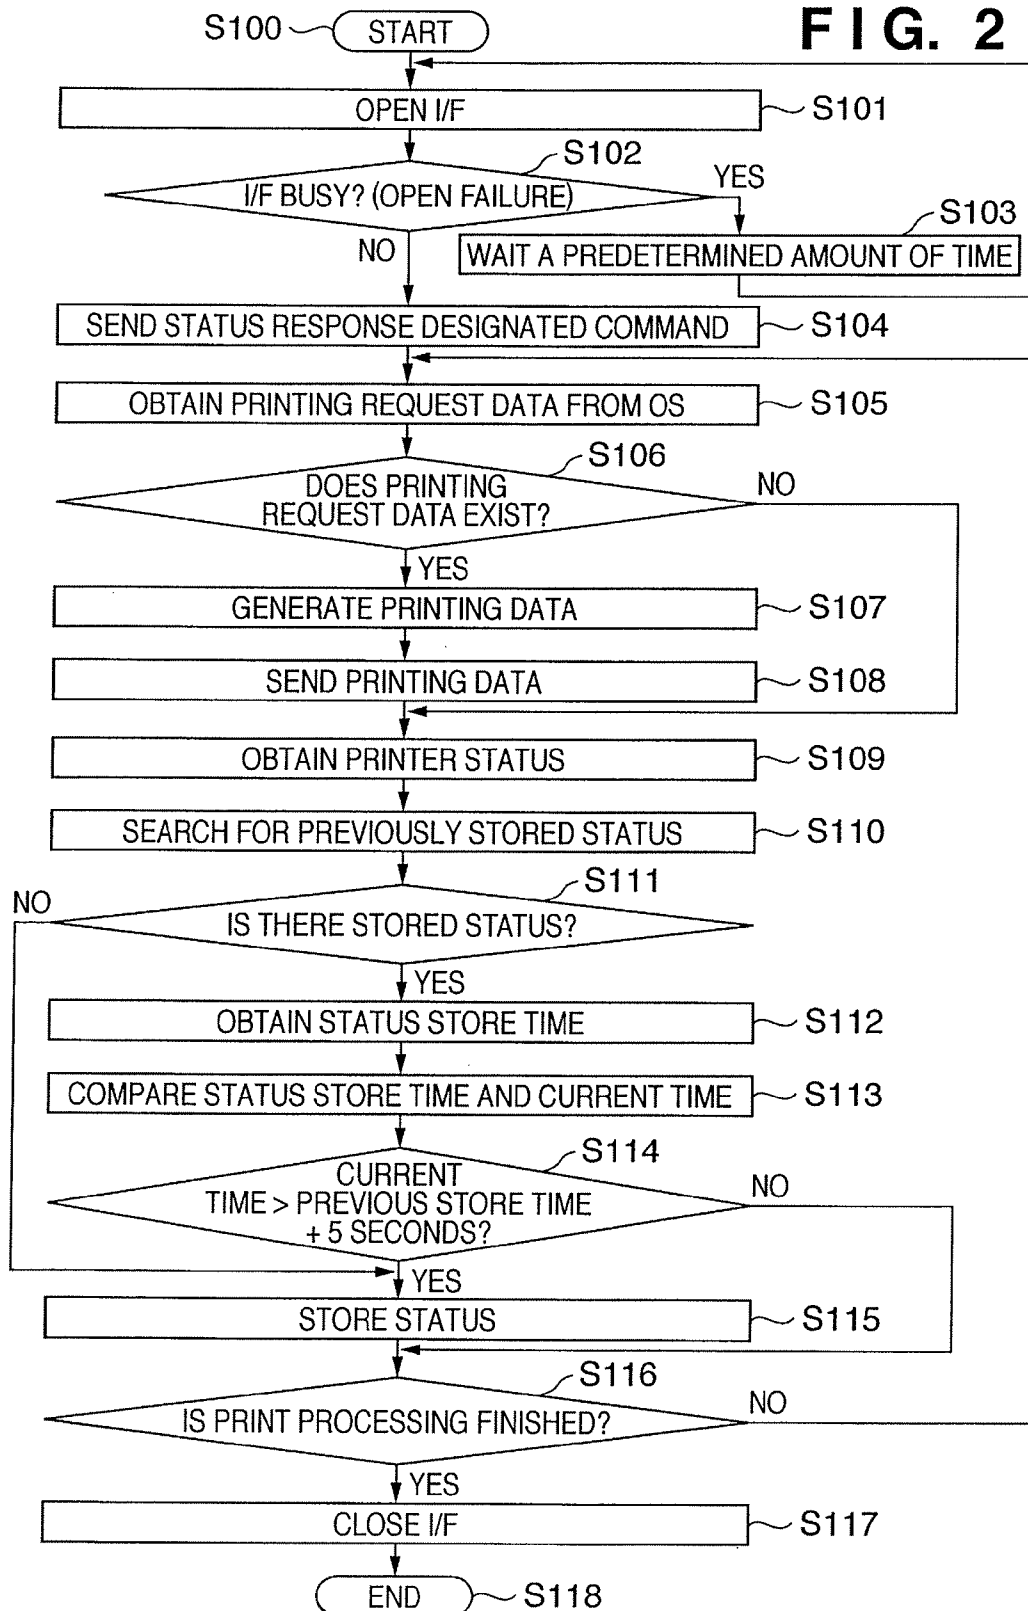 FIG. 2
S100
START
OPEN I/F
S101
S102
I/F BUSY? (OPEN FAILURE)
YES
NO
S103
WAIT A PREDETERMINED AMOUNT OF TIME
SEND STATUS RESPONSE DESIGNATED COMMAND
S104
OBTAIN PRINTING REQUEST DATA FROM OS
S105
S106
DOES PRINTING
REQUEST DATA EXIST?
NO
YES
GENERATE PRINTING DATA
S107
SEND PRINTING DATA
S108
OBTAIN PRINTER STATUS
S109
SEARCH FOR PREVIOUSLY STORED STATUS
S110
S111
NO
IS THERE STORED STATUS?
YES
OBTAIN STATUS STORE TIME
S112
COMPARE STATUS STORE TIME AND CURRENT TIME
S113
S114
CURRENT
TIME > PREVIOUS STORE TIME
+ 5 SECONDS?
NO
YES
STORE STATUS
S115
S116
IS PRINT PROCESSING FINISHED?
NO
YES
CLOSE I/F
S117
END
S118